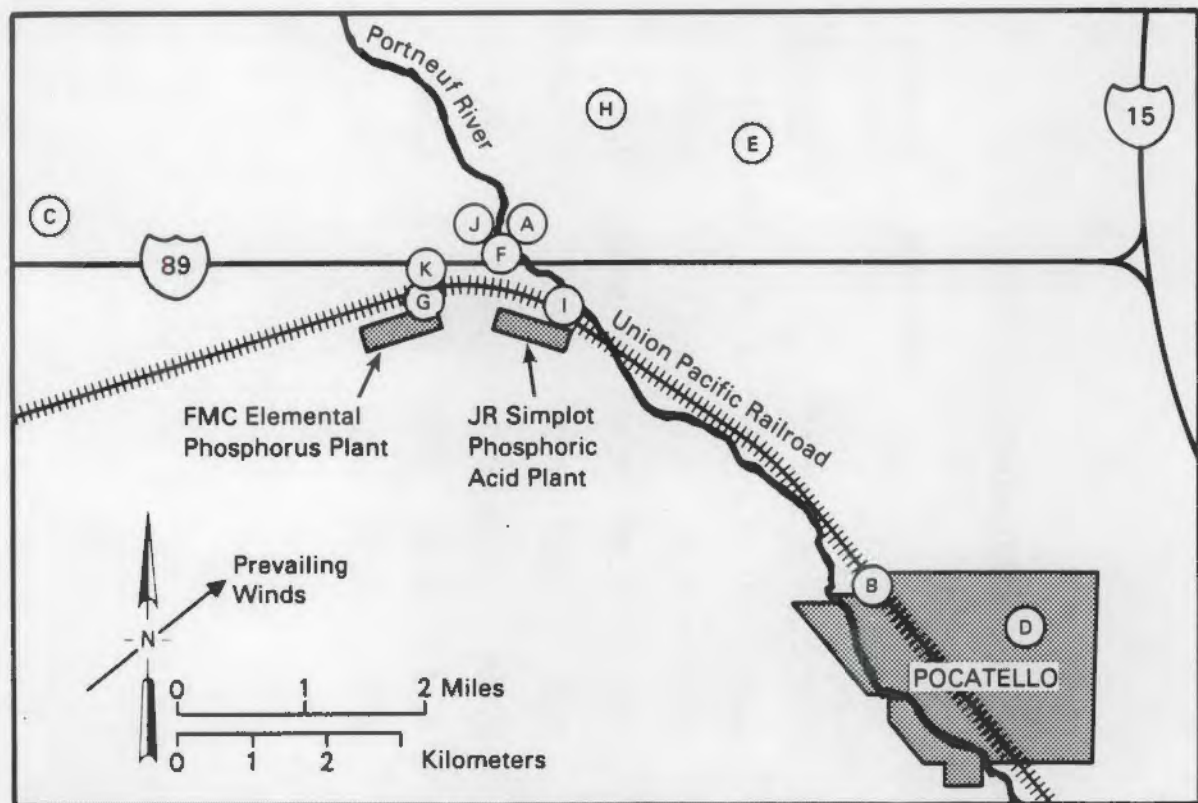 Portneuf River
H
E
15
C
J
A
F
89
K
G
I
Union Pacific Railroad
FMC Elemental
Phosphorus Plant
JR Simplot
Phosphoric
Acid Plant
Prevailing
Winds
N
B
D
POCATELLO
0 1 2 Miles
0 1 2 Kilometers